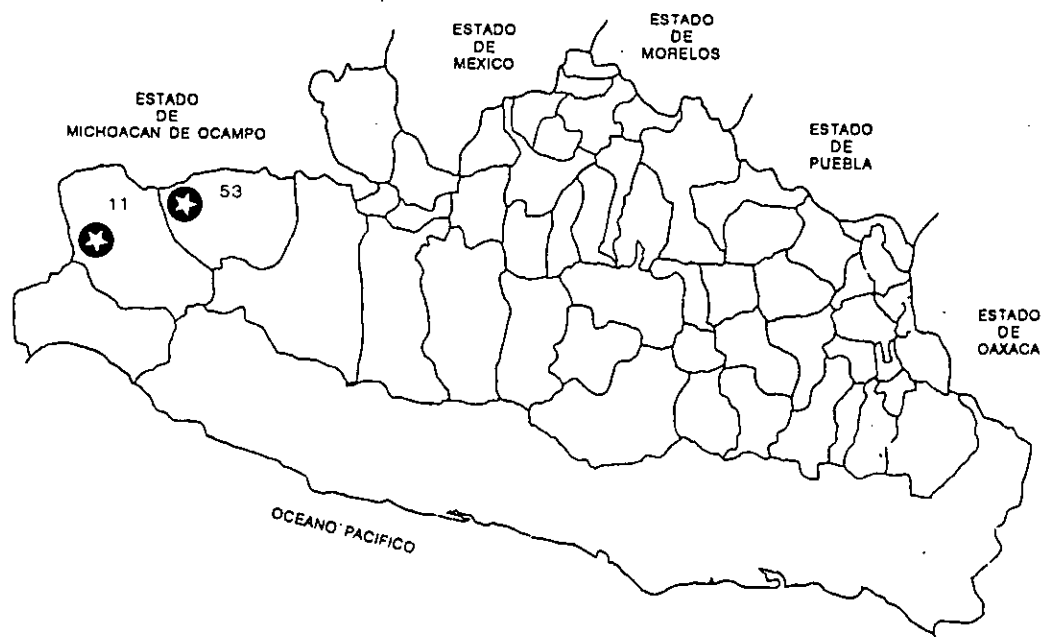 ESTADO
DE
MEXICO
ESTADO
DE
MORELOS
ESTADO
DE
MICHOACAN DE OCAMPO
ESTADO
DE
PUEBLA
11
53
ESTADO
DE
OAXACA
OCEANO PACIFICO